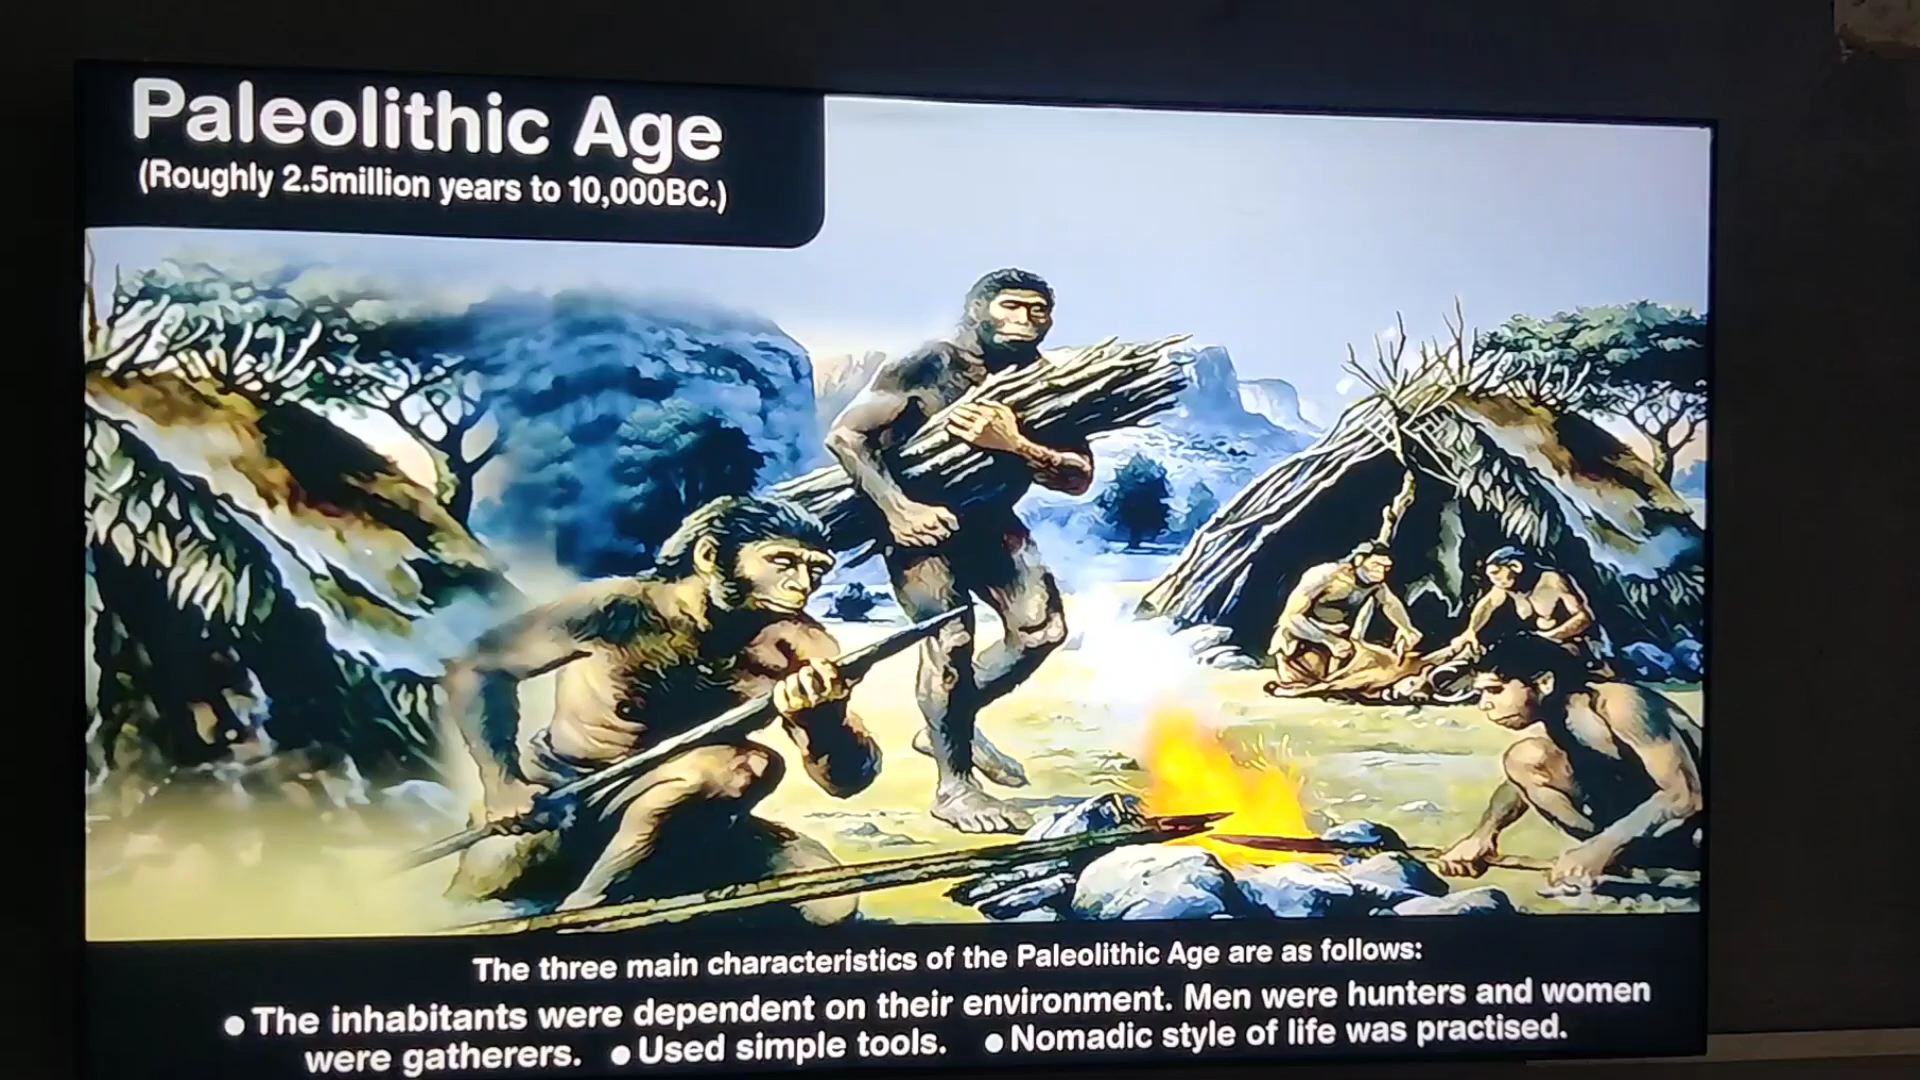 Paleolithic Age
(Roughly 2.5million years to 10,000BC.)
The three main characteristics of the Paleolithic Age are as follows:
● The inhabitants were dependent on their environment. Men were hunters and women
were gatherers. ● Used simple tools. ● Nomadic style of life was practised.